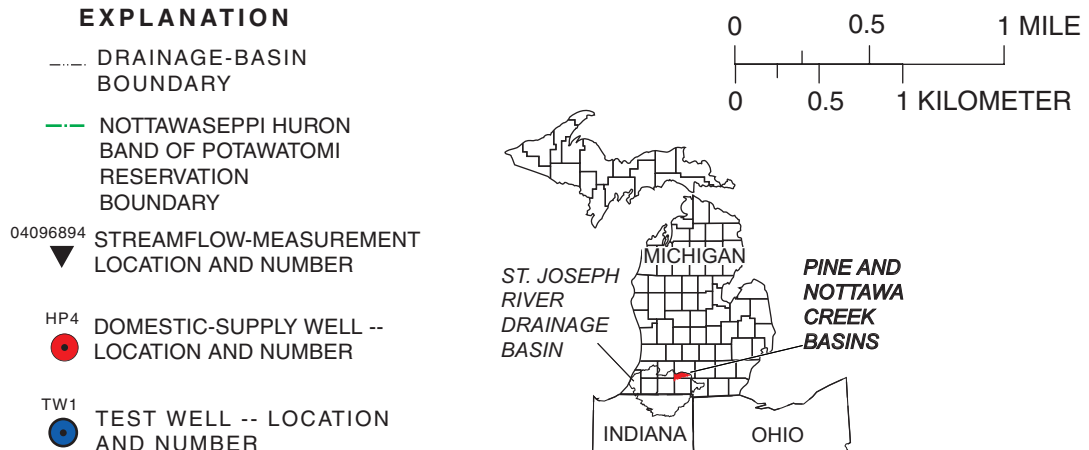 EXPLANATION
DRAINAGE-BASIN
BOUNDARY
NOTTAWASEPPI HURON
BAND OF POTAWATOMI
RESERVATION
BOUNDARY
04096894
STREAMFLOW-MEASUREMENT
LOCATION AND NUMBER
HP4
DOMESTIC-SUPPLY WELL --
LOCATION AND NUMBER
TW1
TEST WELL -- LOCATION
AND NUMBER
0 0.5 1 MILE
0 0.5 1 KILOMETER
MICHIGAN
ST. JOSEPH
RIVER
DRAINAGE
BASIN
PINE AND
NOTTAWA
CREEK
BASINS
INDIANA
OHIO